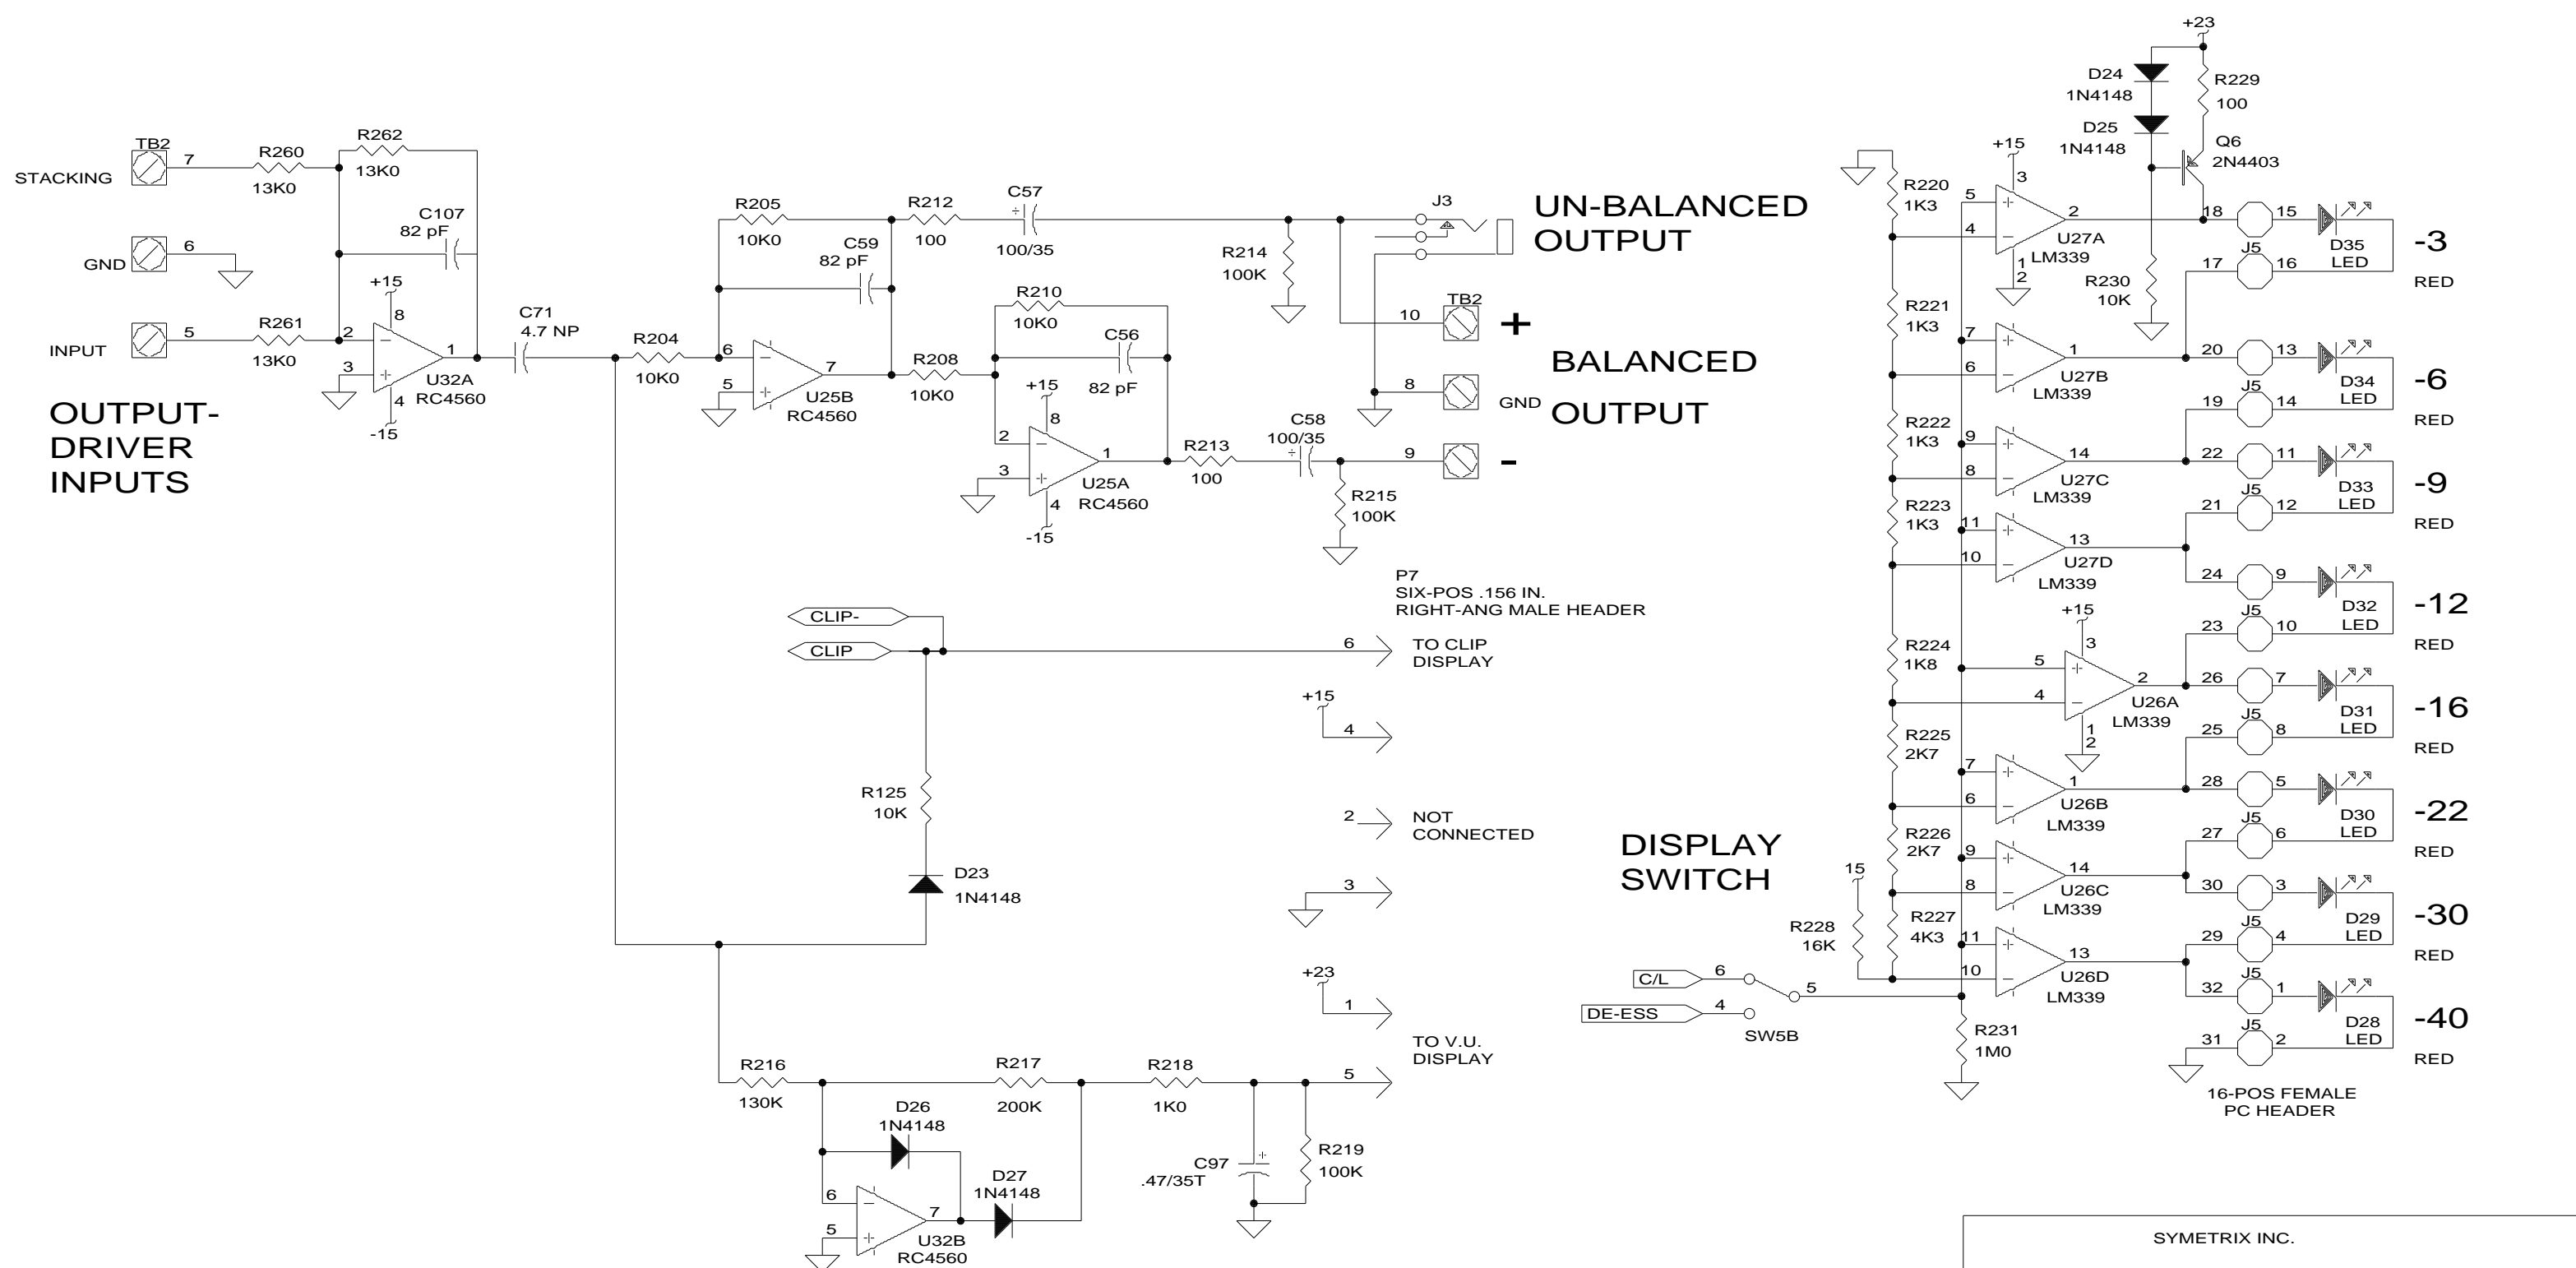 STACKING
TB2
7
R260
13K0
R262
13K0
C107
82 pF
GND
6
INPUT
5
R261
13K0
+15
8
2
3
1
4
-15
U32A
RC4560
OUTPUT-
DRIVER
INPUTS
C71
4.7 NP
R204
10K0
R205
10K0
C59
82 pF
6
5
7
U25B
RC4560
R212
100
C57
100/35
R208
10K0
R210
10K0
C56
82 pF
+15
8
2
3
1
4
-15
U25A
RC4560
R213
100
C58
100/35
R214
100K
R215
100K
J3
UN-BALANCED
OUTPUT
TB2
10
+
8
GND
BALANCED
OUTPUT
9
-
P7
SIX-POS .156 IN.
RIGHT-ANG MALE HEADER
CLIP-
CLIP
6
TO CLIP
DISPLAY
+15
4
2
NOT
CONNECTED
3
+23
1
TO V.U.
DISPLAY
5
R125
10K
D23
1N4148
R216
130K
R217
200K
R218
1K0
D26
1N4148
D27
1N4148
6
5
7
U32B
RC4560
C97
+
.47/35T
R219
100K
DISPLAY
SWITCH
C/L
6
DE-ESS
4
5
SW5B
15
R228
16K
R220
1K3
R221
1K3
R222
1K3
R223
1K3
R224
1K8
R225
2K7
R226
2K7
R227
4K3
R231
1M0
+23
D24
1N4148
D25
1N4148
R229
100
Q6
2N4403
R230
10K
+15
3
5
4
2
1
2
U27A
LM339
7
6
1
U27B
LM339
9
8
14
U27C
LM339
11
10
13
U27D
LM339
+15
3
5
4
2
1
2
U26A
LM339
7
6
1
U26B
LM339
9
8
14
U26C
LM339
11
10
13
U26D
LM339
18
15
J5
17
16
D35
LED
-3
RED
20
13
J5
19
14
D34
LED
-6
RED
22
11
J5
21
12
D33
LED
-9
RED
24
9
J5
23
10
D32
LED
-12
RED
26
7
J5
25
8
D31
LED
-16
RED
28
5
J5
27
6
D30
LED
-22
RED
30
3
J5
29
4
D29
LED
-30
RED
J5
32
1
J5
31
2
D28
LED
-40
RED
16-POS FEMALE
PC HEADER
SYMETRIX INC.